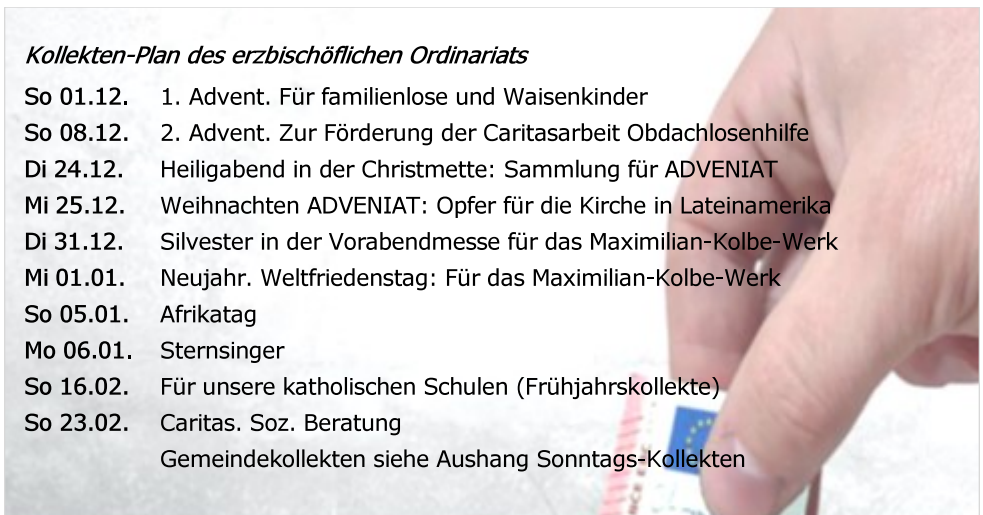 Kollekten-Plan des erzbischöflichen Ordinariats
So 01.12. 1. Advent. Für familienlose und Waisenkinder
So 08.12. 2. Advent. Zur Förderung der Caritasarbeit Obdachlosenhilfe
Di 24.12. Heiligabend in der Christmette: Sammlung für ADVENIAT
Mi 25.12. Weihnachten ADVENIAT: Opfer für die Kirche in Lateinamerika
Di 31.12. Silvester in der Vorabendmesse für das Maximilian-Kolbe-Werk
Mi 01.01. Neujahr. Weltfriedenstag: Für das Maximilian-Kolbe-Werk
So 05.01. Afrikatag
Mo 06.01. Sternsinger
So 16.02. Für unsere katholischen Schulen (Frühjahrskollekte)
So 23.02. Caritas. Soz. Beratung
Gemeindekollekten siehe Aushang Sonntags-Kollekten